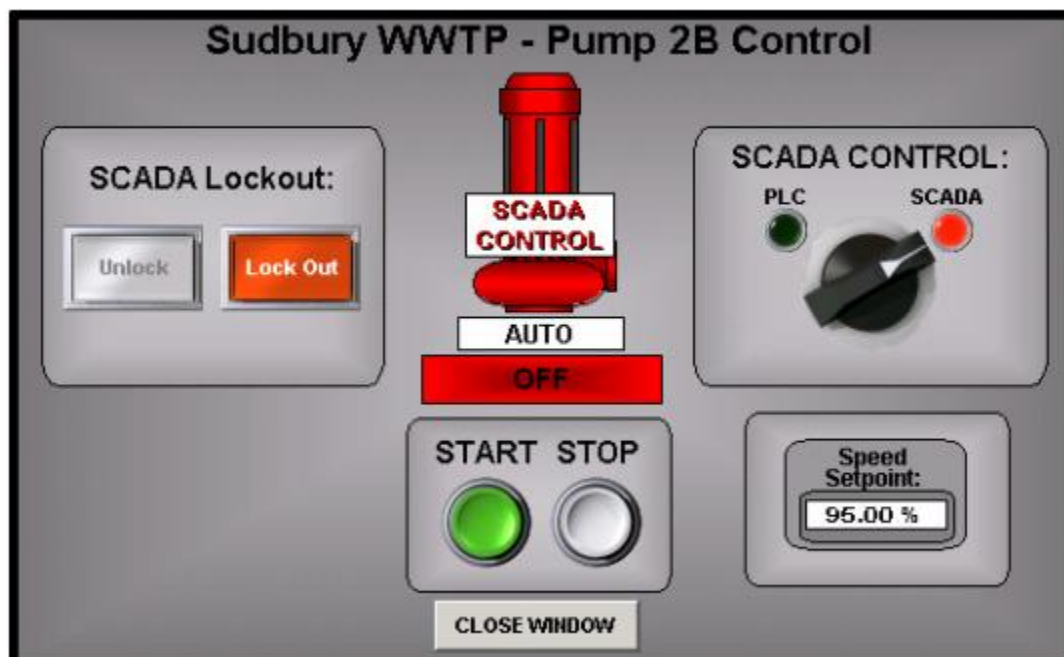 Sudbury WWTP - Pump 2B Control
SCADA Lockout:
Unlock
Lock Out
SCADA
CONTROL
AUTO
OFF
SCADA CONTROL:
PLC
SCADA
START
STOP
Speed
Setpoint:
95.00 %
CLOSE WINDOW